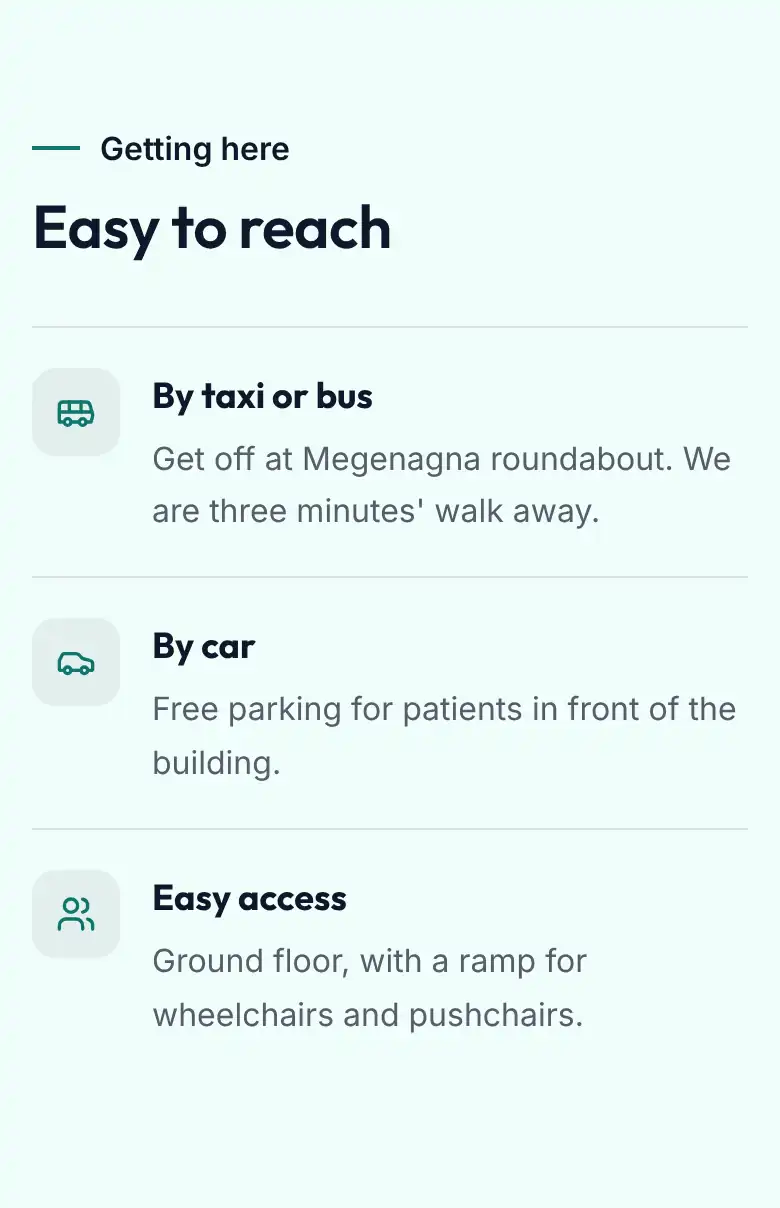 Getting here
Easy to reach
By taxi or bus
Get off at Megenagna roundabout. We
are three minutes' walk away.
By car
Free parking for patients in front of the
building.
Easy access
Ground floor, with a ramp for
wheelchairs and pushchairs.